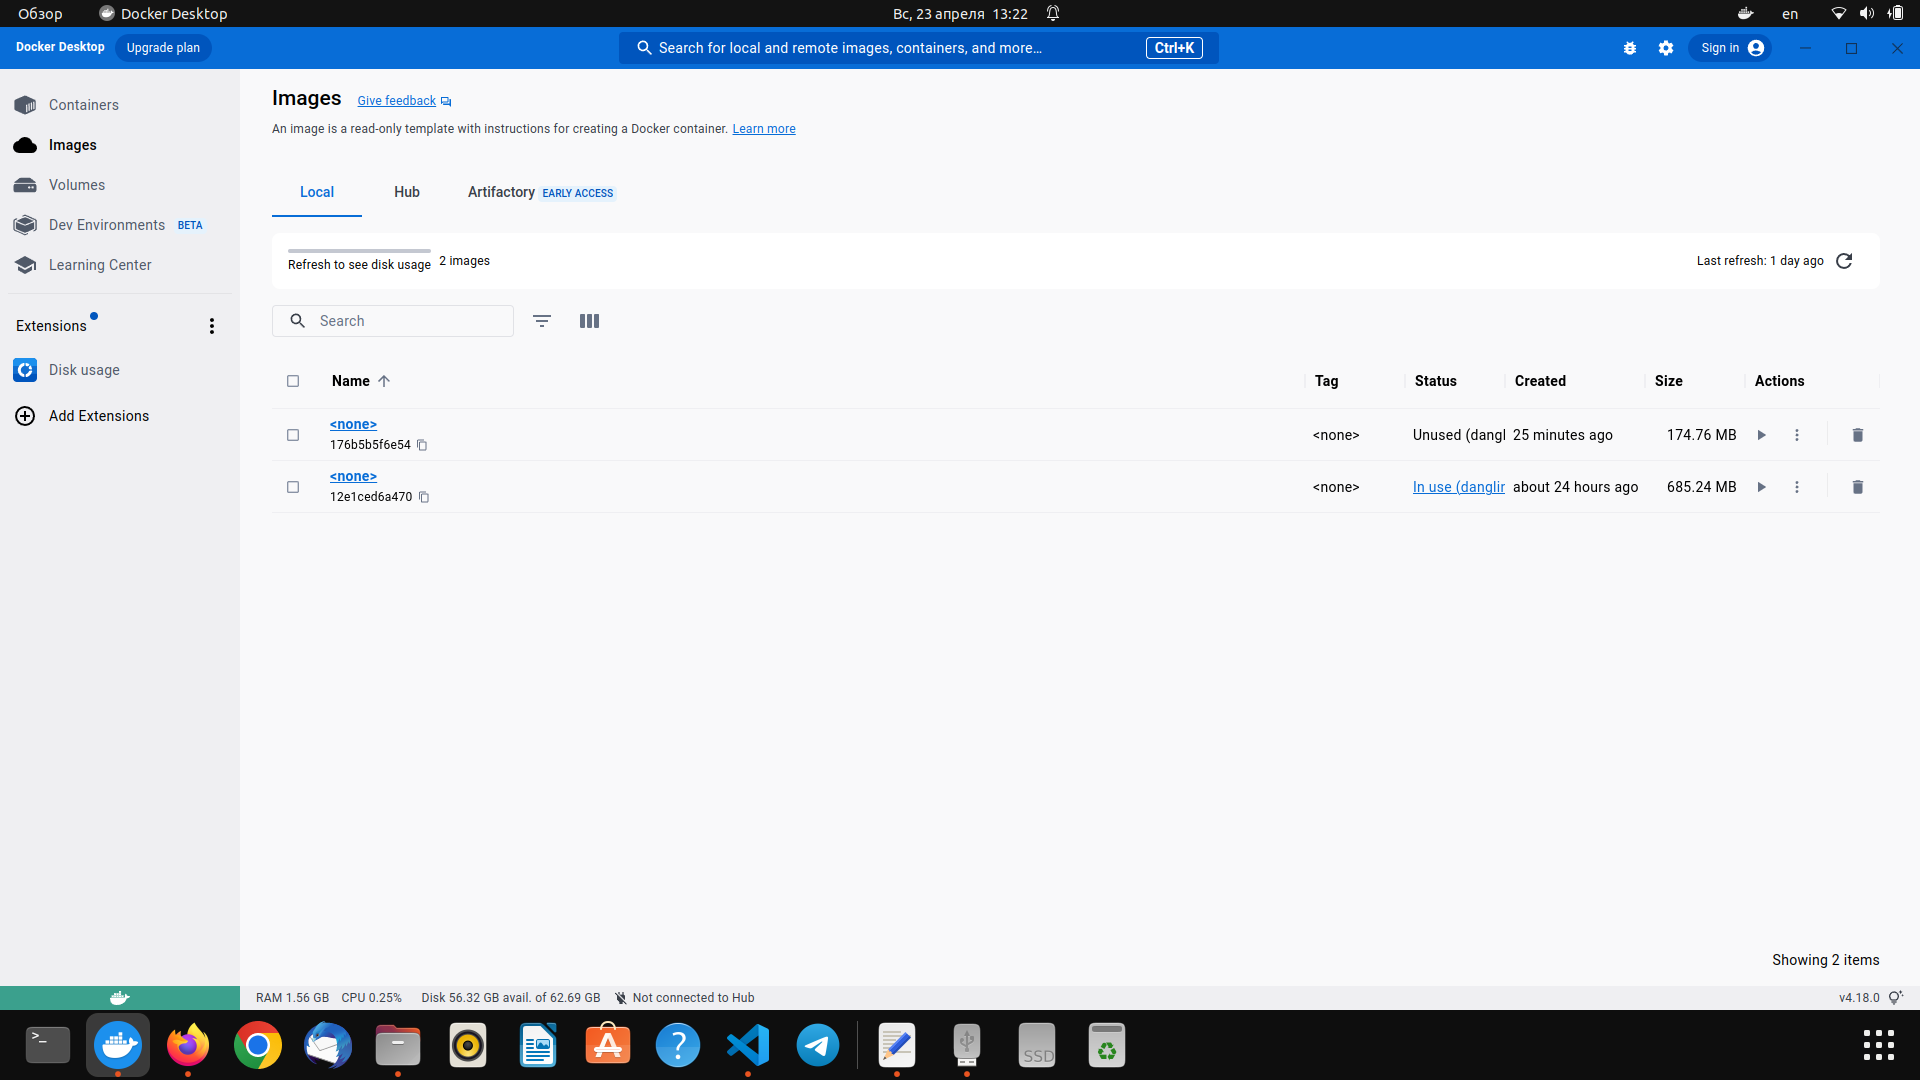 Обзор
Docker Desktop
Вс, 23 апреля 13:22
en
Docker Desktop
Upgrade plan
Search for local and remote images, containers, and more...
Ctrl+K
Sign in
Containers
Images
Volumes
Dev Environments BETA
Learning Center
Extensions
Disk usage
Add Extensions
Images Give feedback
An image is a read-only template with instructions for creating a Docker container. Learn more
Local Hub Artifactory EARLY ACCESS
Refresh to see disk usage 2 images
Last refresh: 1 day ago
Search
Name Tag Status Created Size Actions
<none>
176b5b5f6e54
<none> Unused (dangl 25 minutes ago 174.76 MB
<none>
12e1ced6a470
<none> In use (danglir about 24 hours ago 685.24 MB
Showing 2 items
RAM 1.56 GB CPU 0.25% Disk 56.32 GB avail. of 62.69 GB Not connected to Hub
v4.18.0
>_
?
SSD